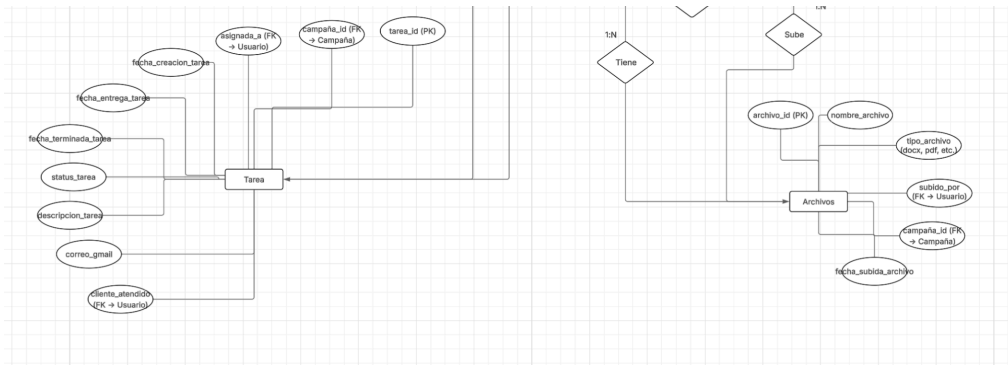 1:N
Sube
1:N
Tiene
asignada_a (FK
→ Usuario)
campaña_id (FK
→ Campaña)
tarea_id (PK)
fecha_creacion_tarea
fecha_entrega_tarea
fecha_terminada_tarea
status_tarea
descripcion_tarea
correo_gmail
cliente_atendido
(FK → Usuario)
Tarea
archivo_id (PK)
nombre_archivo
tipo_archivo
(docx, pdf, etc.)
subido_por
(FK → Usuario)
Archivos
campaña_id (FK
→ Campaña)
fecha_subida_archivo